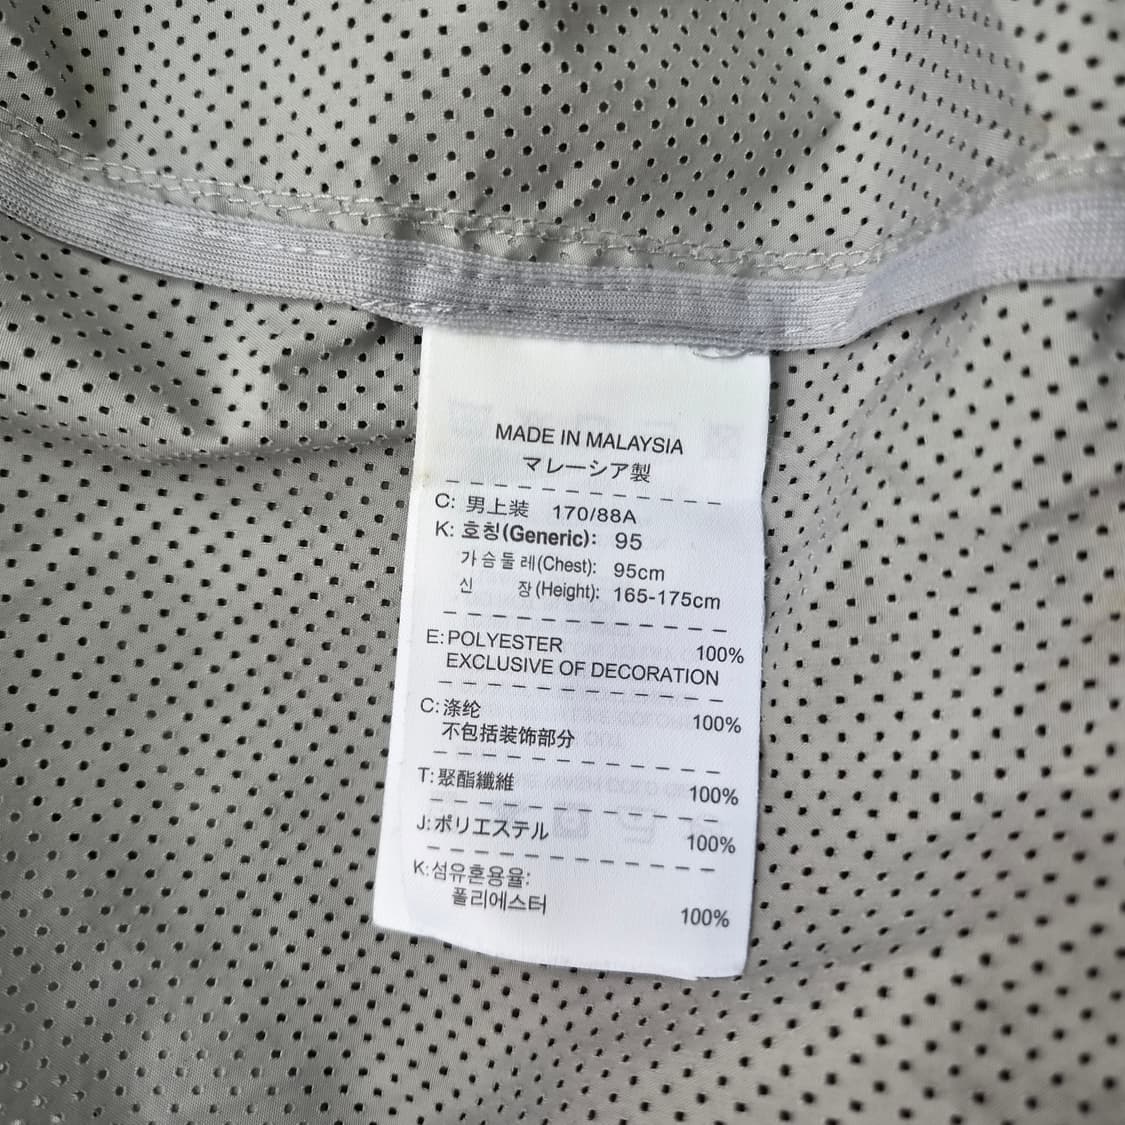 MADE IN MALAYSIA
マレーシア製
C: 男上装 170/88A
K: 호칭(Generic): 95
가슴둘레(Chest): 95cm
신 장(Height): 165-175cm
E: POLYESTER 100%
EXCLUSIVE OF DECORATION
C: 涤纶 100%
不包括装饰部分
T: 聚酯纖維 100%
J: ポリエステル 100%
K: 섬유혼용율:
폴리에스터 100%